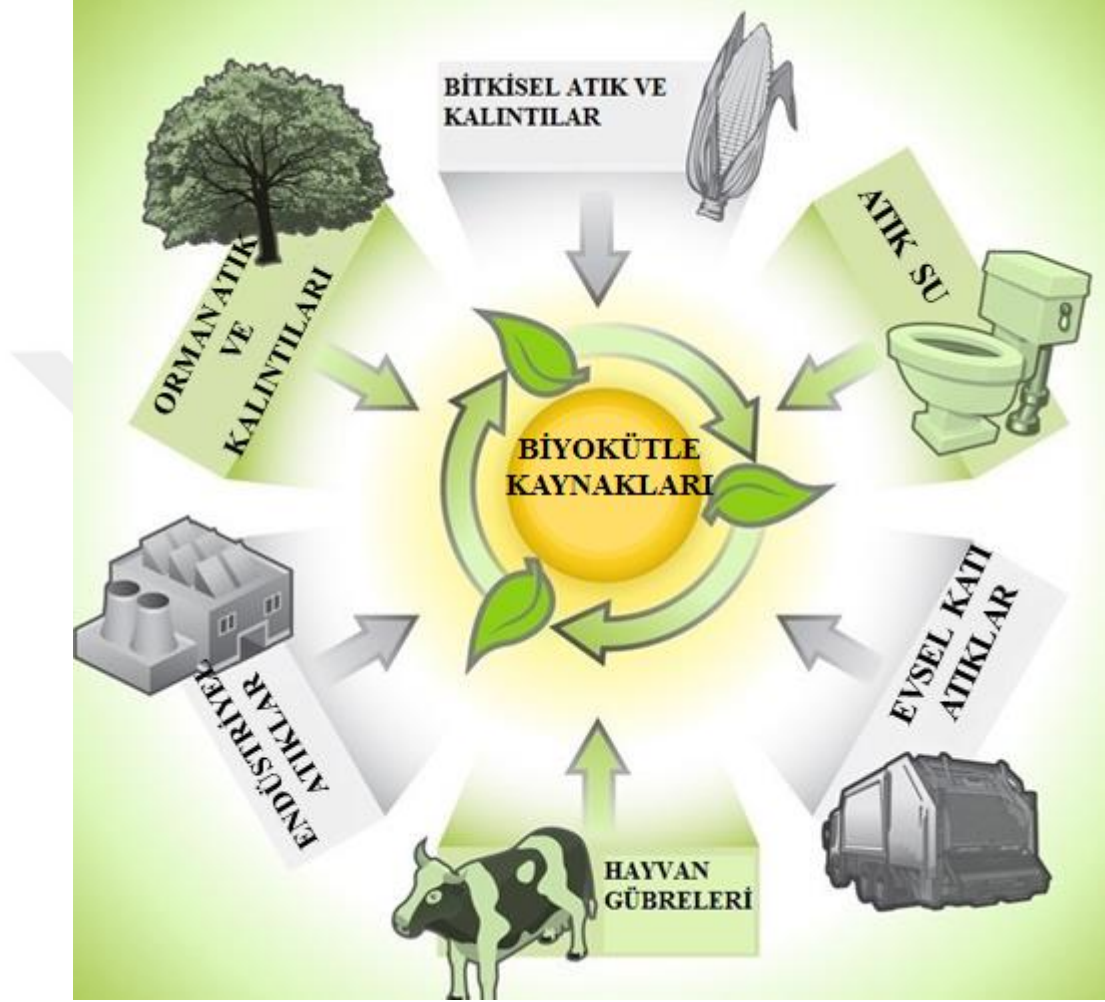 BİTKİSEL ATIK VE
KALINTILAR
ATIK SU
EVSEL KATI
ATIKLAR
HAYVAN
GÜBRELERİ
ENDÜSTRİYEL
ATIKLAR
ORMAN ATIK
VE
KALINTILARI
BİYOKÜTLE
KAYNAKLARI